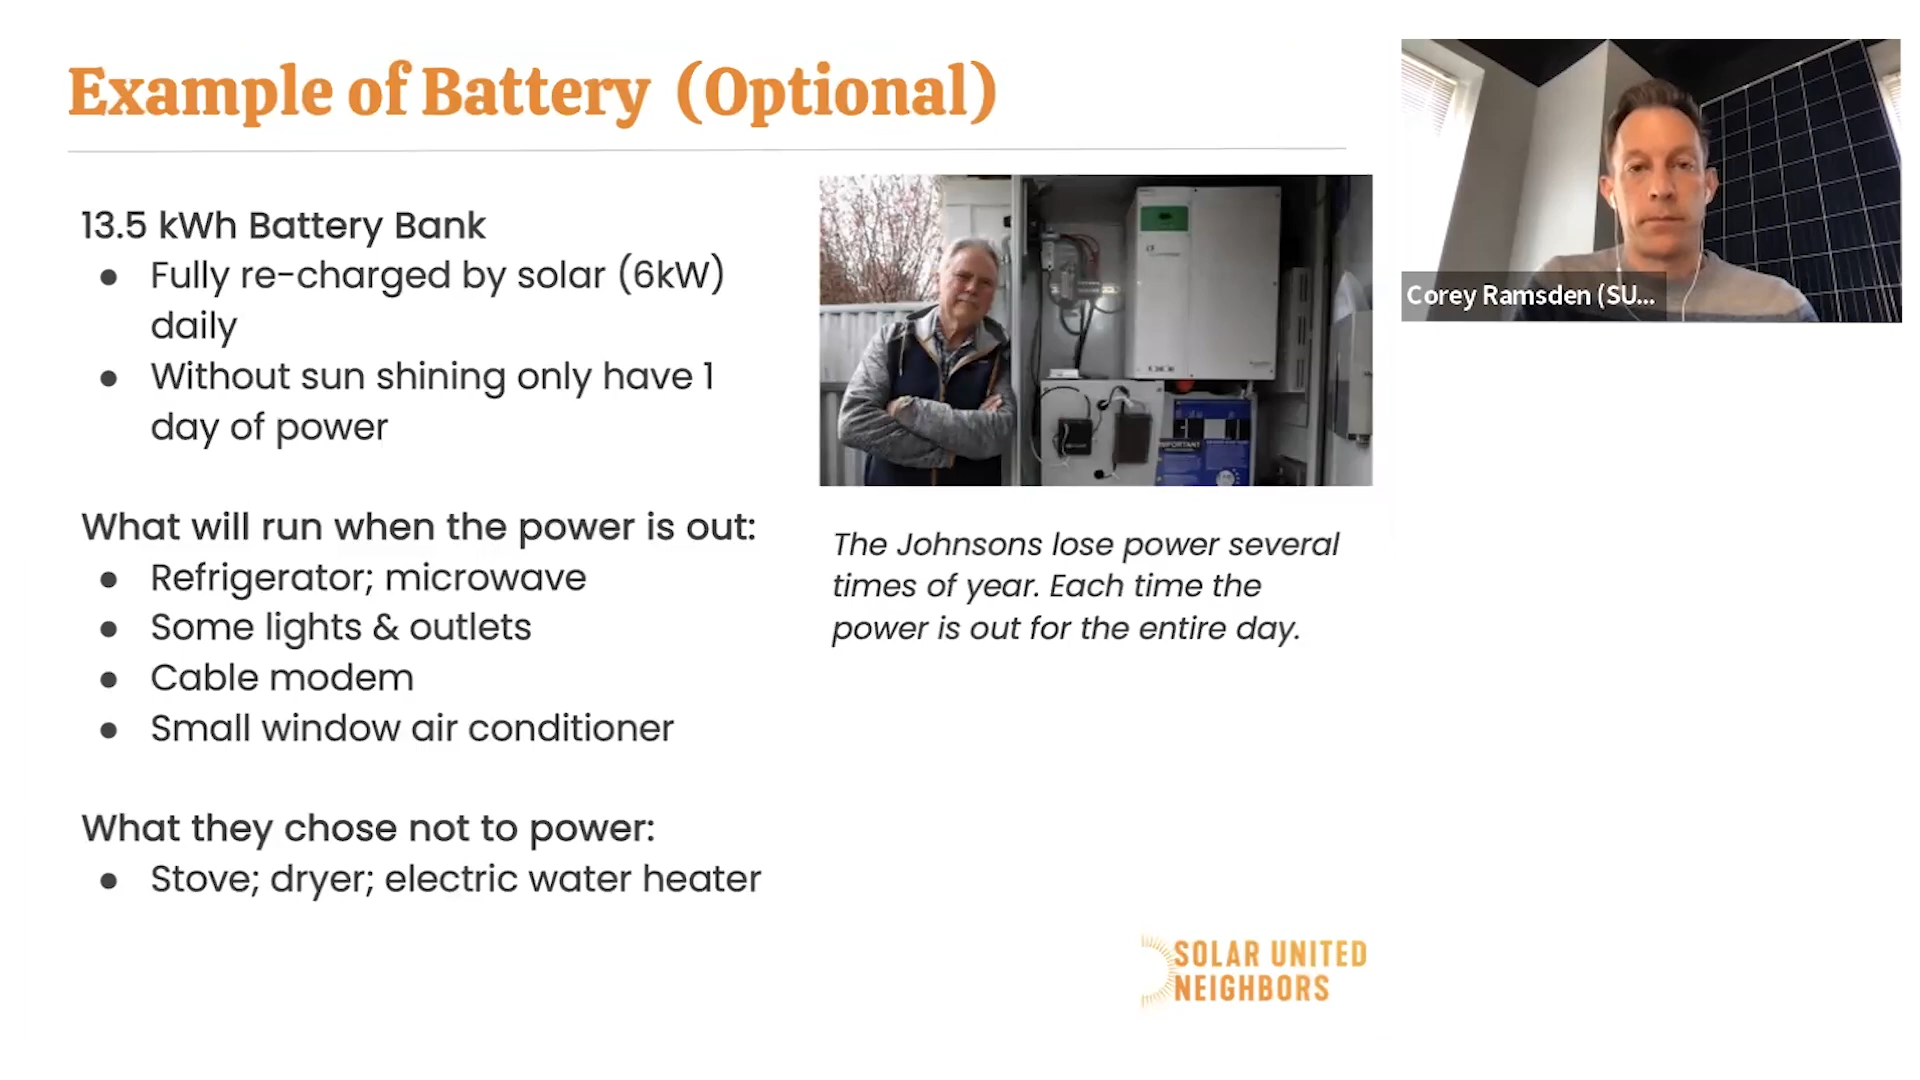 Example of Battery (Optional)
13.5 kWh Battery Bank
● Fully re-charged by solar (6kW)
daily
● Without sun shining only have 1
day of power
What will run when the power is out:
● Refrigerator; microwave
● Some lights & outlets
● Cable modem
● Small window air conditioner
What they chose not to power:
● Stove; dryer; electric water heater
IMPORTANT
The Johnsons lose power several
times of year. Each time the
power is out for the entire day.
SOLAR UNITED
NEIGHBORS
Corey Ramsden (SU...